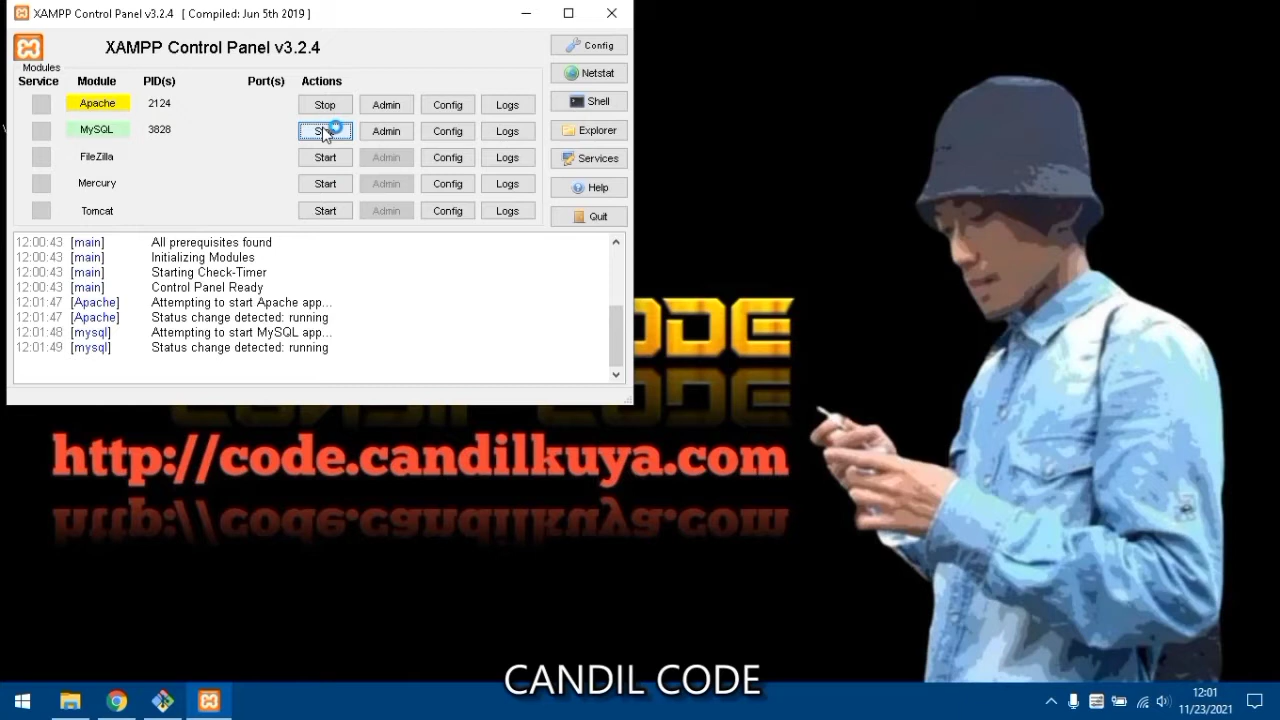 XAMPP Control Panel v3.2.4 [ Compiled: Jun 5th 2019 ]
XAMPP Control Panel v3.2.4
Config
Modules
Service Module PID(s) Port(s) Actions
Netstat
Apache 2124 Stop Admin Config Logs
Shell
MySQL 3828 Admin Config Logs
Explorer
FileZilla Start Admin Config Logs
Services
Mercury Start Admin Config Logs
Help
Tomcat Start Admin Config Logs
Quit
12:00:43 [main] All prerequisites found
12:00:43 [main] Initializing Modules
12:00:43 [main] Starting Check-Timer
12:00:43 [main] Control Panel Ready
12:01:47 [Apache] Attempting to start Apache app...
12:01:47 [Apache] Status change detected: running
12:01:48 [mysql] Attempting to start MySQL app...
12:01:49 [mysql] Status change detected: running
http://code.candilkuya.com
CANDIL CODE
12:01
11/23/2021